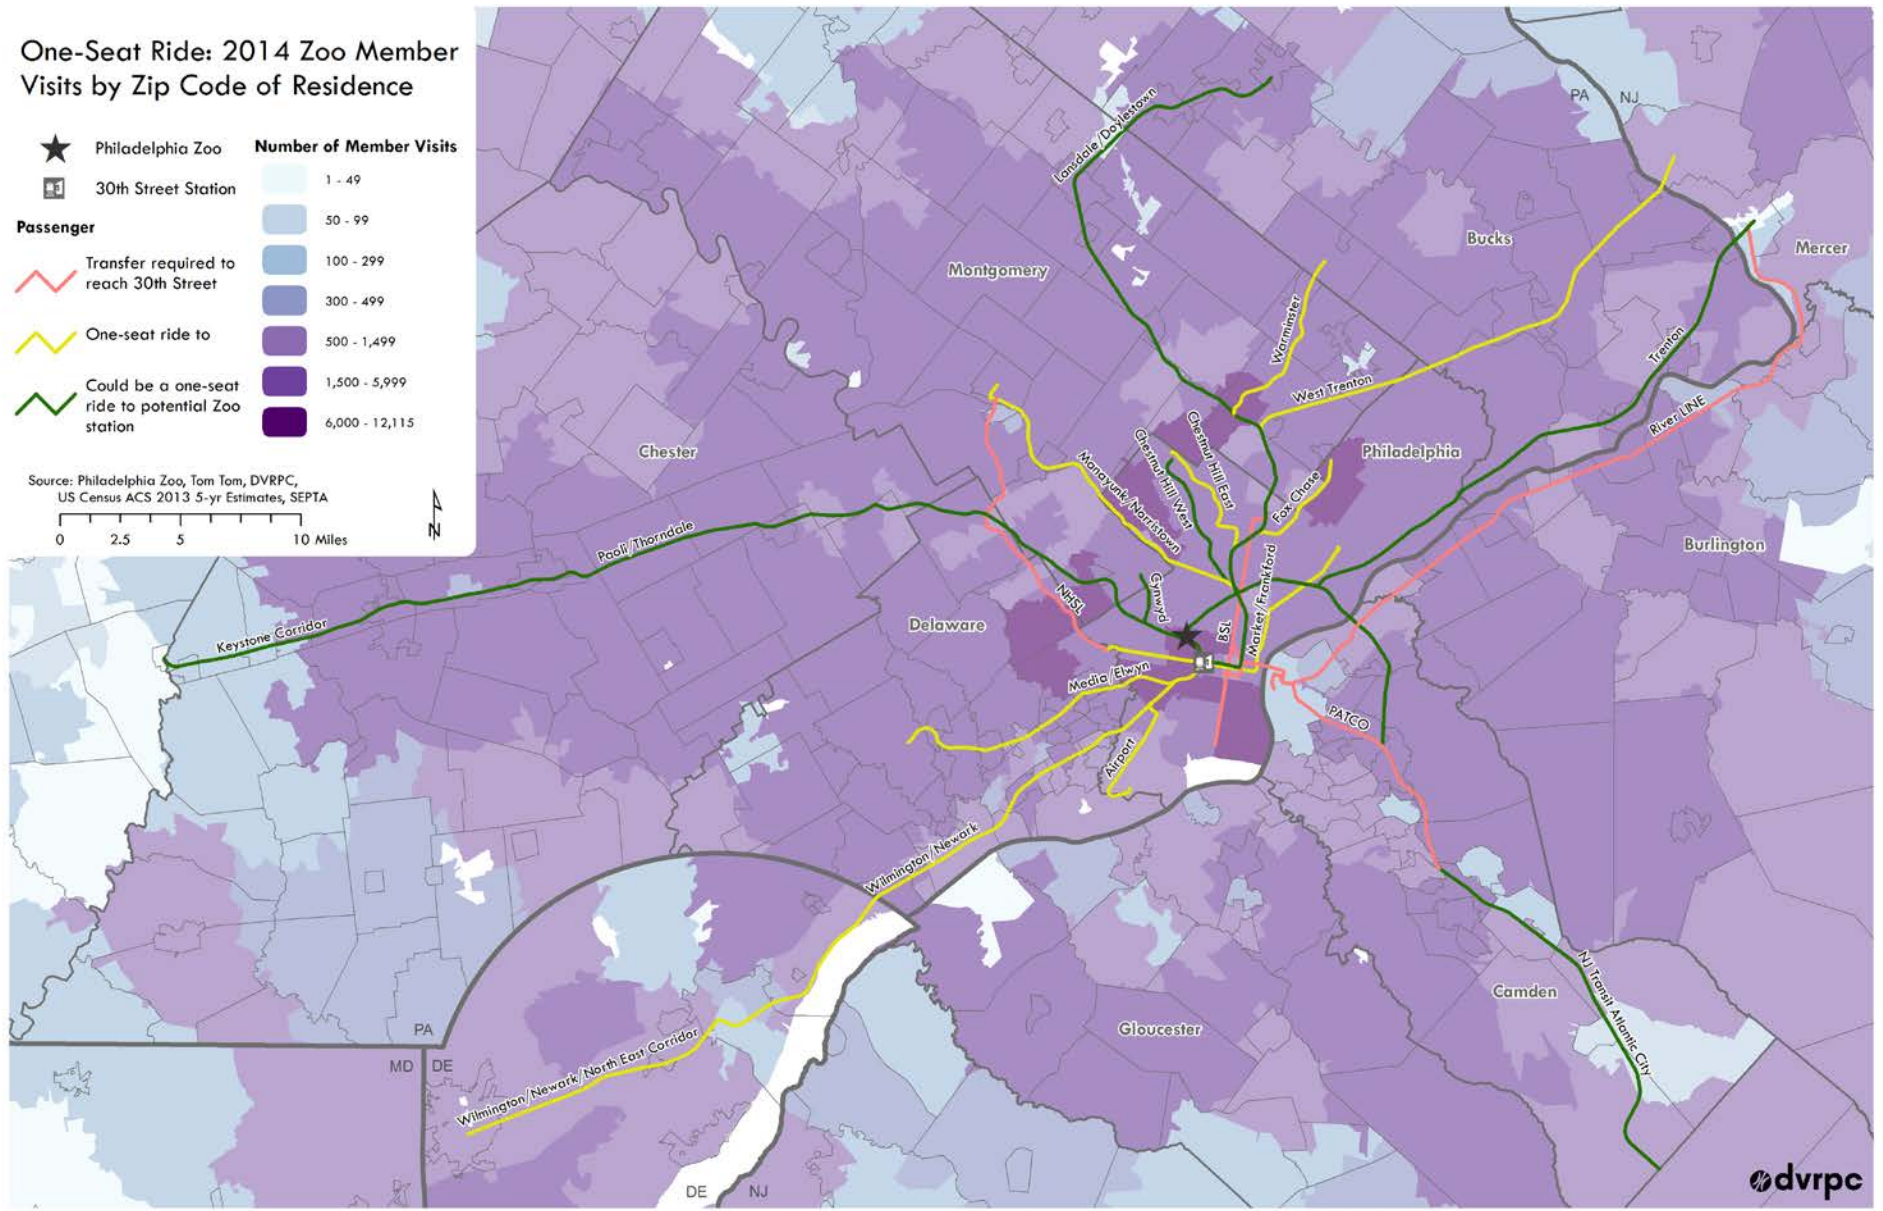 One-Seat Ride: 2014 Zoo Member
Visits by Zip Code of Residence
Philadelphia Zoo
30th Street Station
Passenger
Transfer required to
reach 30th Street
One-seat ride to
Could be a one-seat
ride to potential Zoo
station
Number of Member Visits
1 - 49
50 - 99
100 - 299
300 - 499
500 - 1,499
1,500 - 5,999
6,000 - 12,115
Source: Philadelphia Zoo, Tom Tom, DVRPC,
US Census ACS 2013 5-yr Estimates, SEPTA
0 2.5 5 10 Miles
N
PA NJ
Lansdale/Doylestown
Bucks
Mercer
Montgomery
Warminster
Trenton
West Trenton
River LINE
Chester
Philadelphia
Chestnut Hill East
Chestnut Hill West
Manayunk/Norristown
Fox Chase
Paoli/Thorndale
Burlington
Market/Frankford
Cynwyd
NHSL
BSL
Delaware
Keystone Corridor
Media/Elwyn
PATCO
Airport
Wilmington/Newark
NJ Transit Atlantic City
Camden
Gloucester
PA
MD DE
Wilmington/Newark/North East Corridor
DE NJ
dvrpc